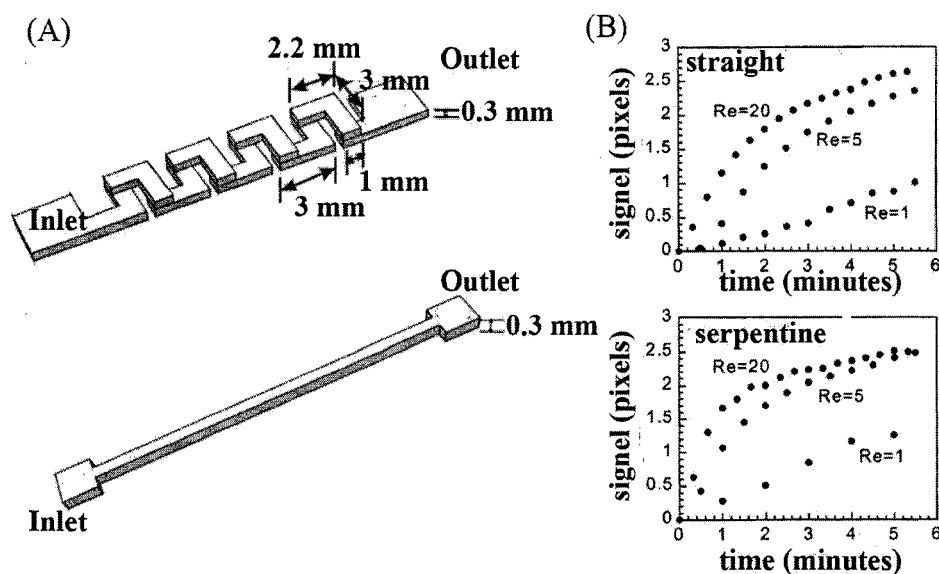 (A)
2.2 mm
Outlet
3 mm
0.3 mm
1 mm
3 mm
Inlet
Outlet
0.3 mm
Inlet
(B)
3
straight
2.5
Re=20
2
Re=5
1.5
1
Re=1
0.5
0
0 1 2 3 4 5 6
signel (pixels)
time (minutes)
3
serpentine
2.5
Re=20
2
Re=5
1.5
1
Re=1
0.5
0
0 1 2 3 4 5 6
signel (pixels)
time (minutes)